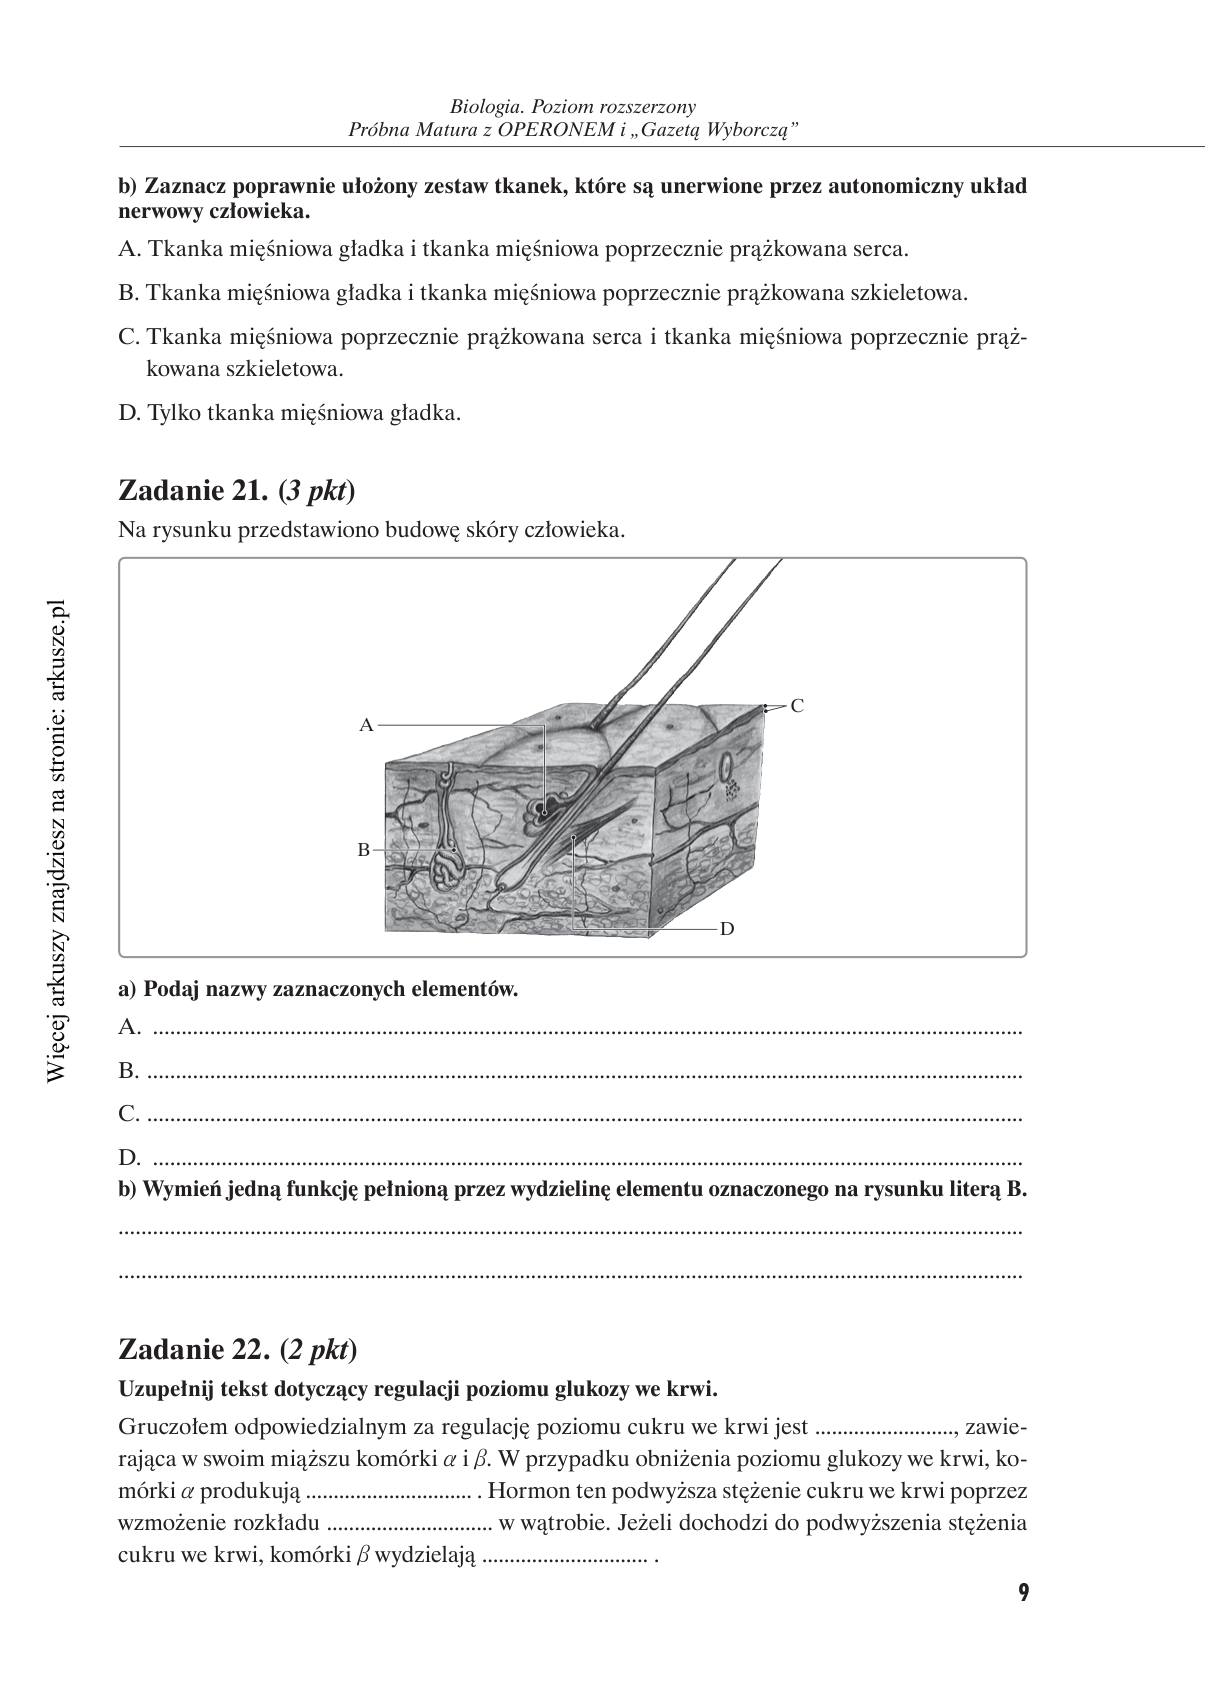 Biologia. Poziom rozszerzony
Próbna Matura z OPERONEM i „Gazetą Wyborczą”
b) Zaznacz poprawnie ułożony zestaw tkanek, które są unerwione przez autonomiczny układ
nerwowy człowieka.
A. Tkanka mięśniowa gładka i tkanka mięśniowa poprzecznie prążkowana serca.
B. Tkanka mięśniowa gładka i tkanka mięśniowa poprzecznie prążkowana szkieletowa.
C. Tkanka mięśniowa poprzecznie prążkowana serca i tkanka mięśniowa poprzecznie prąż-
kowana szkieletowa.
D. Tylko tkanka mięśniowa gładka.
Zadanie 21. (3 pkt)
Na rysunku przedstawiono budowę skóry człowieka.
C
A
B
D
Więcej arkuszy znajdziesz na stronie: arkusze.pl
a) Podaj nazwy zaznaczonych elementów.
A. ................................................................
B. ................................................................
C. ................................................................
D. ................................................................
b) Wymień jedną funkcję pełnioną przez wydzielinę elementu oznaczonego na rysunku literą B.
................................................................
................................................................
Zadanie 22. (2 pkt)
Uzupełnij tekst dotyczący regulacji poziomu glukozy we krwi.
Gruczołem odpowiedzialnym za regulację poziomu cukru we krwi jest ........................., zawie-
rająca w swoim miąższu komórki α i β. W przypadku obniżenia poziomu glukozy we krwi, ko-
mórki α produkują .............................. . Hormon ten podwyższa stężenie cukru we krwi poprzez
wzmożenie rozkładu .............................. w wątrobie. Jeżeli dochodzi do podwyższenia stężenia
cukru we krwi, komórki β wydzielają .............................. .
9